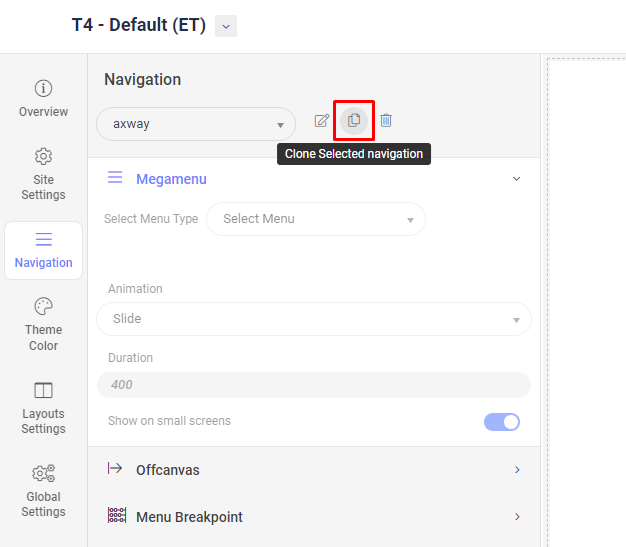 T4 - Default (ET)
Overview
Site
Settings
Navigation
Theme
Color
Layouts
Settings
Global
Settings
Navigation
axway
Clone Selected navigation
Megamenu
Select Menu Type
Select Menu
Animation
Slide
Duration
400
Show on small screens
Offcanvas
Menu Breakpoint